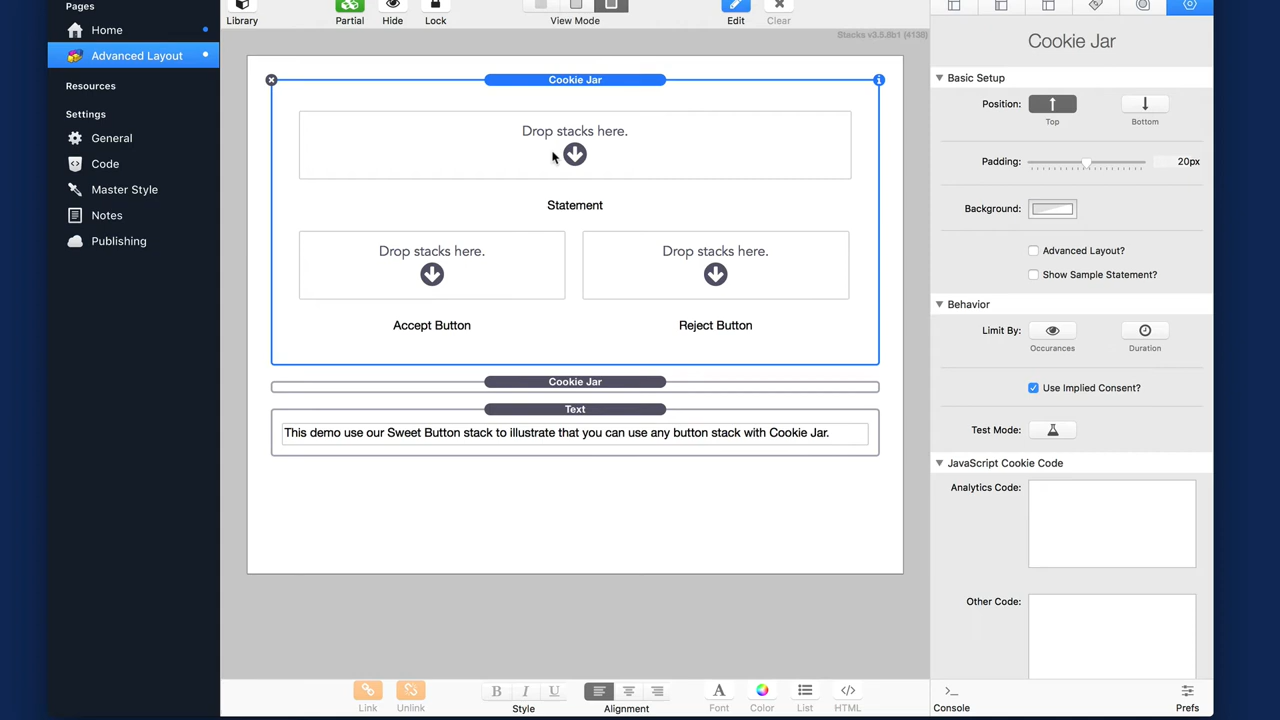 Pages
Home
Advanced Layout
Resources
Settings
General
Code
Master Style
Notes
Publishing
Library
Partial
Hide
Lock
View Mode
Edit
Clear
Stacks v3.5.6b1 (4136)
Cookie Jar
Drop stacks here.
Statement
Drop stacks here.
Drop stacks here.
Accept Button
Reject Button
Cookie Jar
Text
This demo use our Sweet Button stack to illustrate that you can use any button stack with Cookie Jar.
Link
Unlink
B I U
Style
Alignment
A
Font
Color
List
HTML
Cookie Jar
Basic Setup
Position:
Top
Bottom
Padding:
20px
Background:
Advanced Layout?
Show Sample Statement?
Behavior
Limit By:
Occurances
Duration
Use Implied Consent?
Test Mode:
JavaScript Cookie Code
Analytics Code:
Other Code:
Console
Prefs